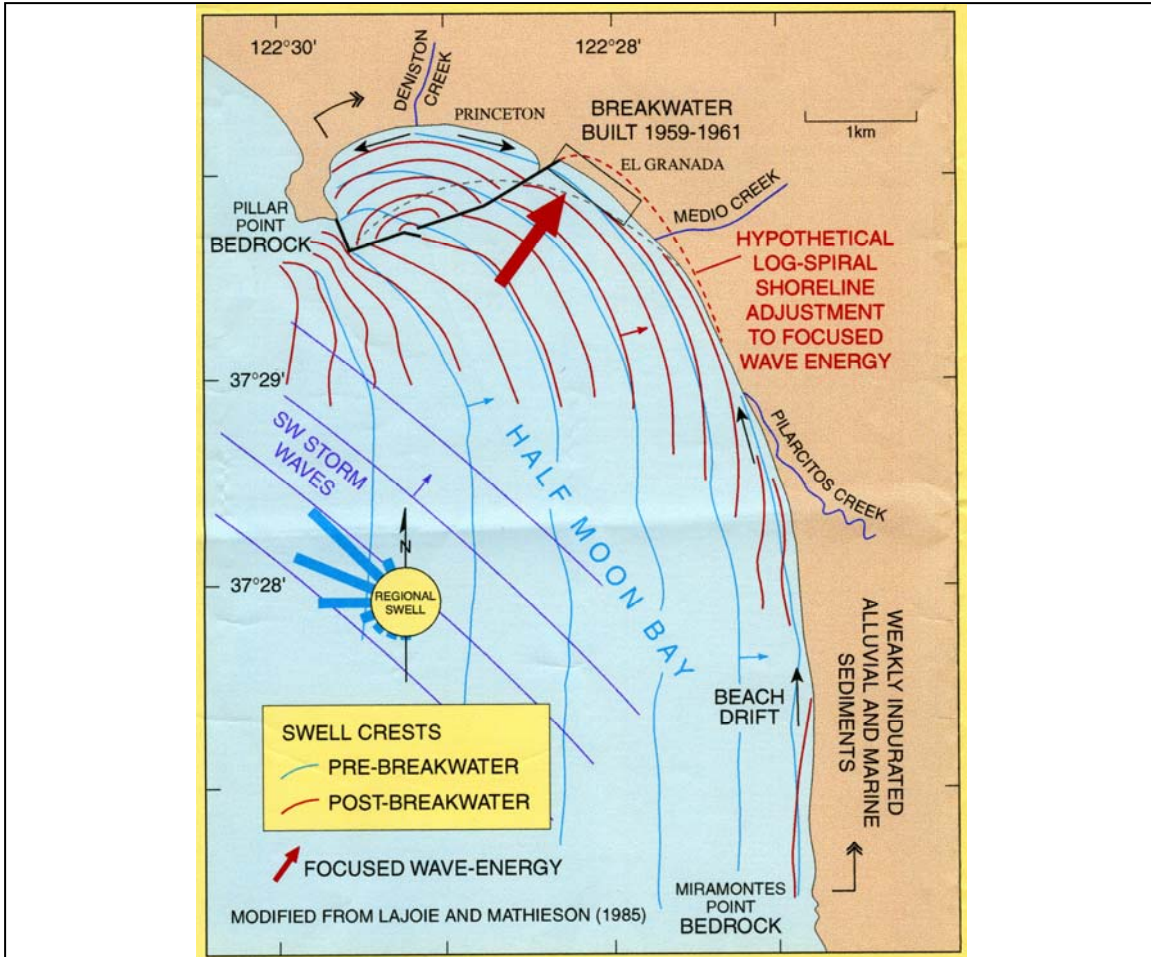 122°30'
122°28'
DENISTON
CREEK
PRINCETON
BREAKWATER
BUILT 1959-1961
1km
EL GRANADA
MEDIO CREEK
PILLAR
POINT
BEDROCK
HYPOTHETICAL
LOG-SPIRAL
SHORELINE
ADJUSTMENT
TO FOCUSED
WAVE ENERGY
37°29'
SW STORM
WAVES
HALF MOON BAY
PILARCITOS CREEK
N
37°28'
REGIONAL
SWELL
WEAKLY INDURATED
ALLUVIAL AND MARINE
SEDIMENTS
BEACH
DRIFT
SWELL CRESTS
PRE-BREAKWATER
POST-BREAKWATER
FOCUSED WAVE-ENERGY
MIRAMONTES
POINT
BEDROCK
MODIFIED FROM LAJOIE AND MATHIESON (1985)